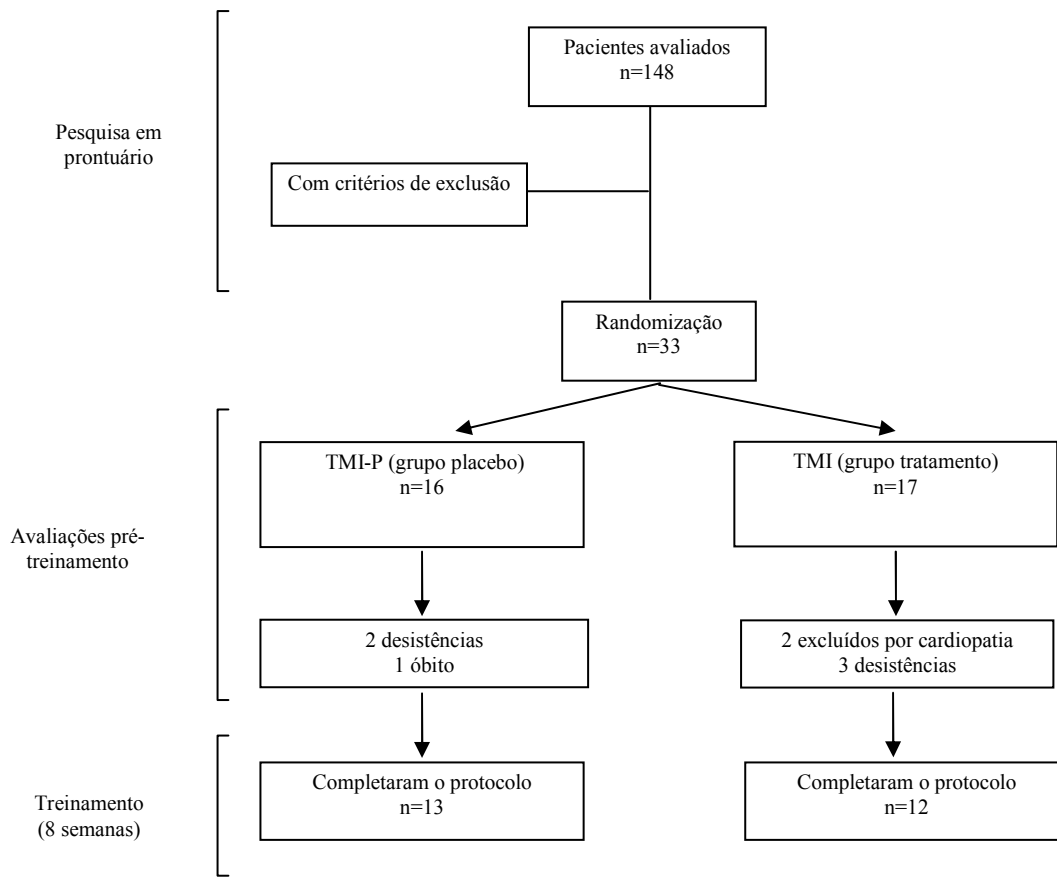 Pacientes avaliados
n=148
Pesquisa em
prontuário
Com critérios de exclusão
Randomização
n=33
TMI-P (grupo placebo)
n=16
TMI (grupo tratamento)
n=17
Avaliações pré-
treinamento
2 desistências
1 óbito
2 excluídos por cardiopatia
3 desistências
Completaram o protocolo
n=13
Completaram o protocolo
n=12
Treinamento
(8 semanas)